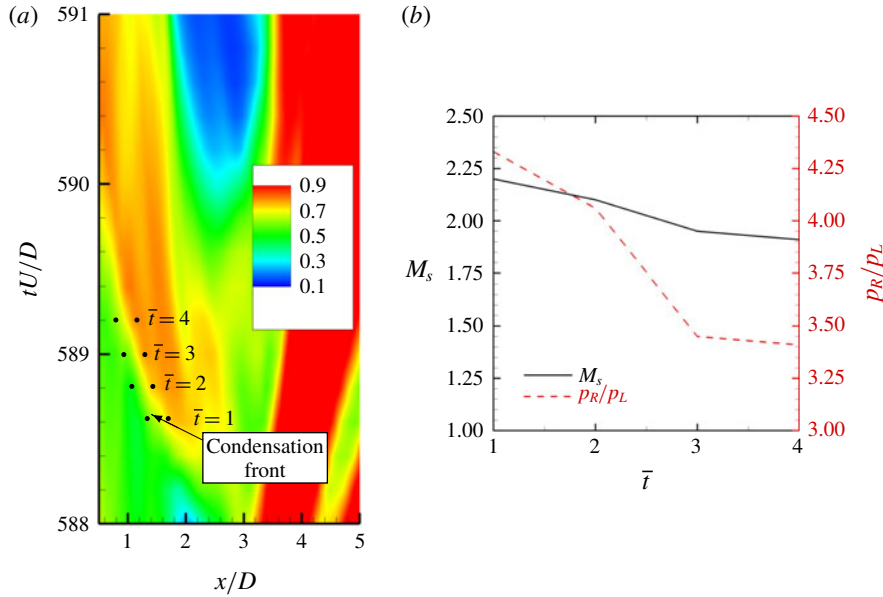 (a)
591
590
589
588
tU/D
0.9
0.7
0.5
0.3
0.1
t̄ = 4
t̄ = 3
t̄ = 2
t̄ = 1
Condensation
front
1 2 3 4 5
x/D
(b)
2.50
2.25
2.00
1.75
1.50
1.25
1.00
M_s
4.50
4.25
4.00
3.75
3.50
3.25
3.00
p_R/p_L
M_s
p_R/p_L
1 2 3 4
t̄